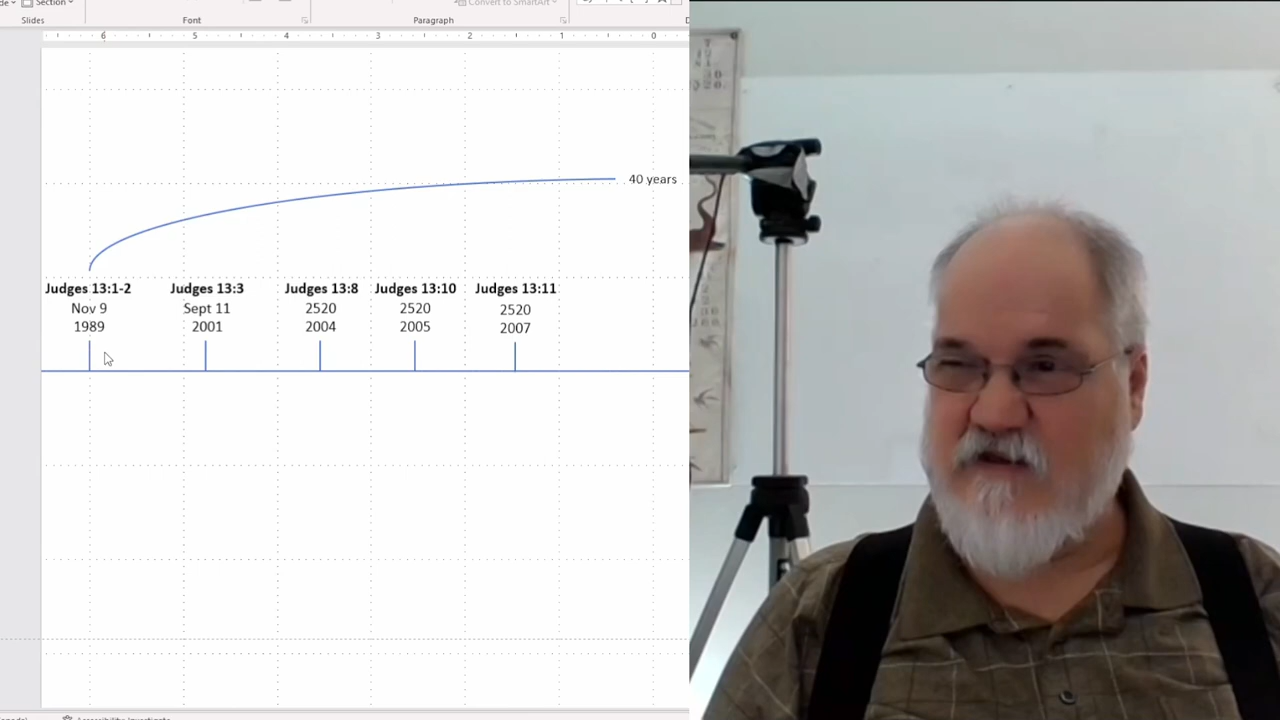 Section
Convert to SmartArt
Slides
Font
Paragraph
6 5 4 3 2 1 0
40 years
Judges 13:1-2
Nov 9
1989
Judges 13:3
Sept 11
2001
Judges 13:8
2520
2004
Judges 13:10
2520
2005
Judges 13:11
2520
2007